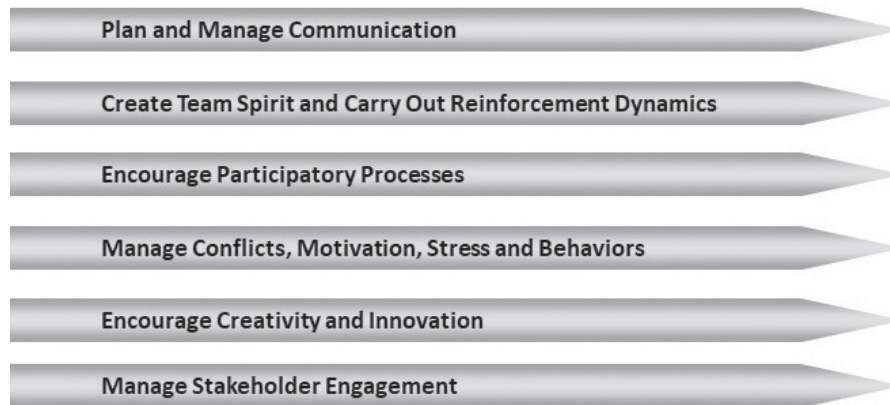 Plan and Manage Communication
Create Team Spirit and Carry Out Reinforcement Dynamics
Encourage Participatory Processes
Manage Conflicts, Motivation, Stress and Behaviors
Encourage Creativity and Innovation
Manage Stakeholder Engagement